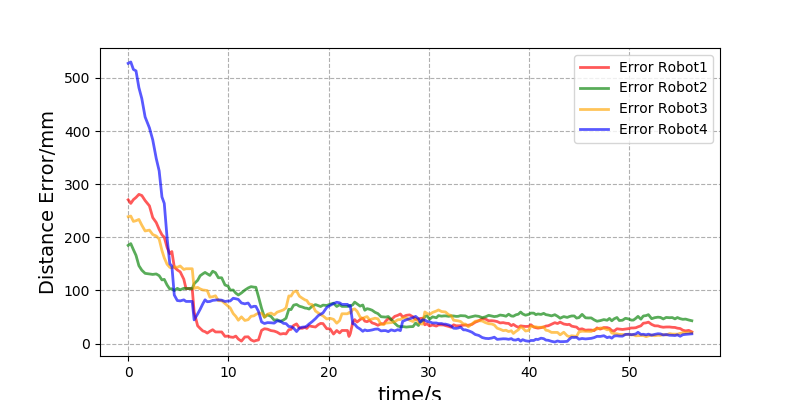 Error Robot1
Error Robot2
Error Robot3
Error Robot4
Distance Error/mm
500
400
300
200
100
0
0 10 20 30 40 50
time/s